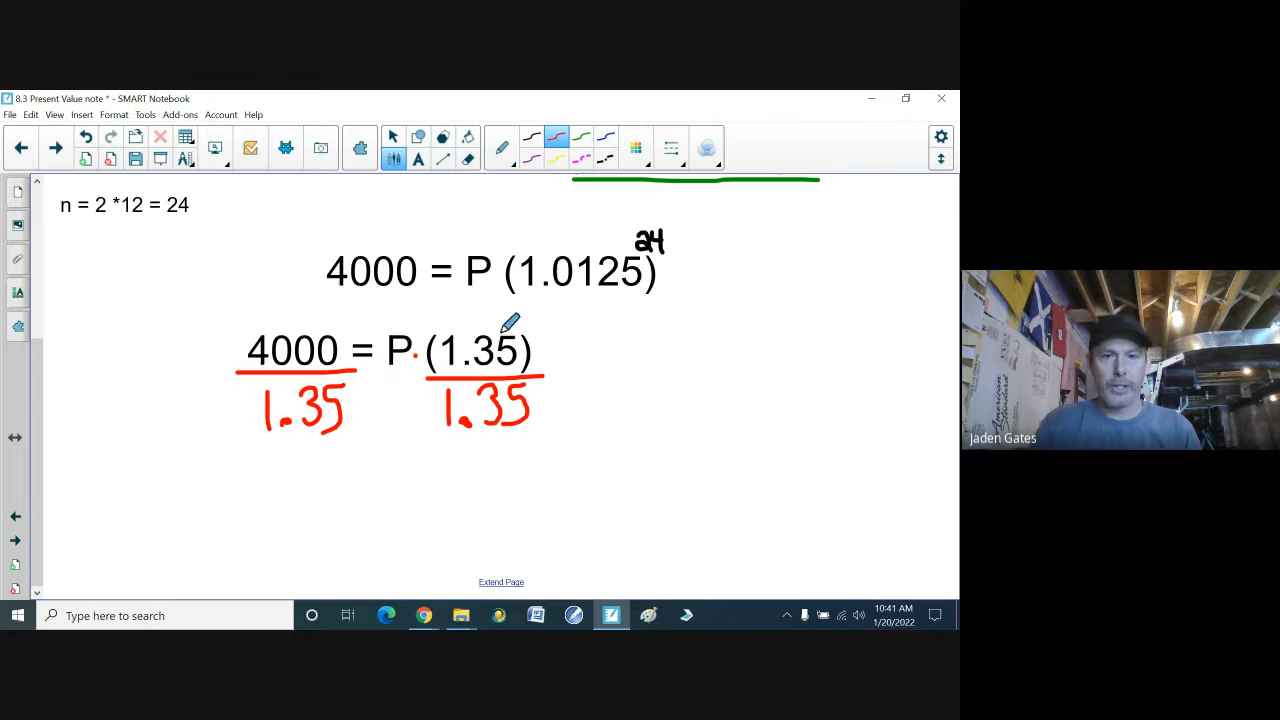 8.3 Present Value note * - SMART Notebook
File Edit View Insert Format Tools Add-ons Account Help
n = 2 *12 = 24
4000 = P (1.0125)24
4000 = P · (1.35)
1.35 1.35
American Standard
Jaden Gates
Extend Page
Type here to search
10:41 AM
1/20/2022